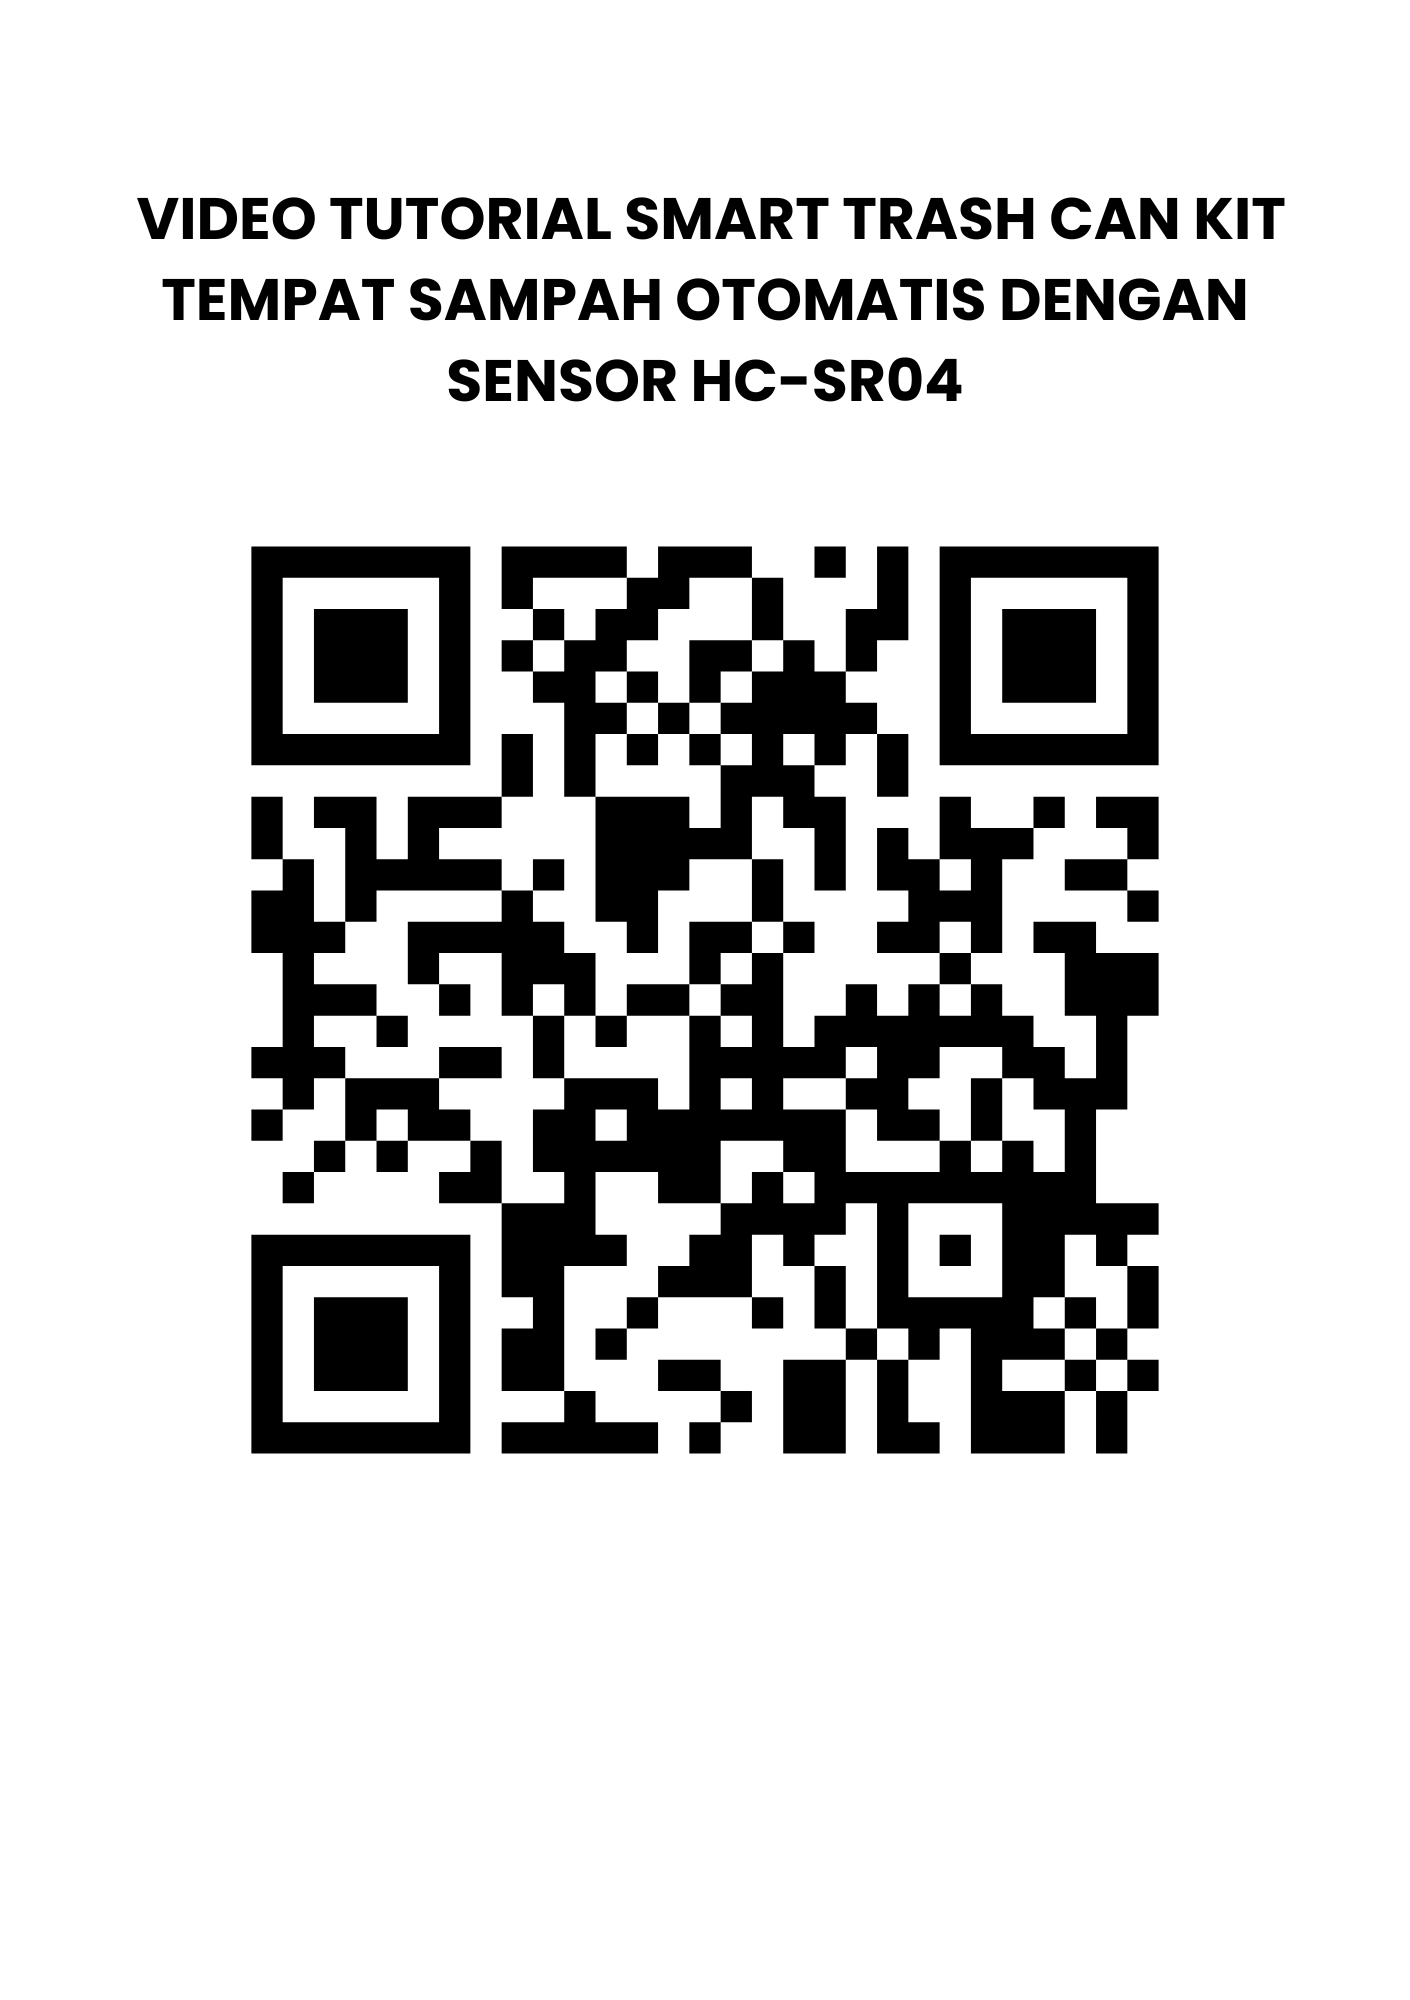 VIDEO TUTORIAL SMART TRASH CAN KIT
TEMPAT SAMPAH OTOMATIS DENGAN
SENSOR HC-SR04